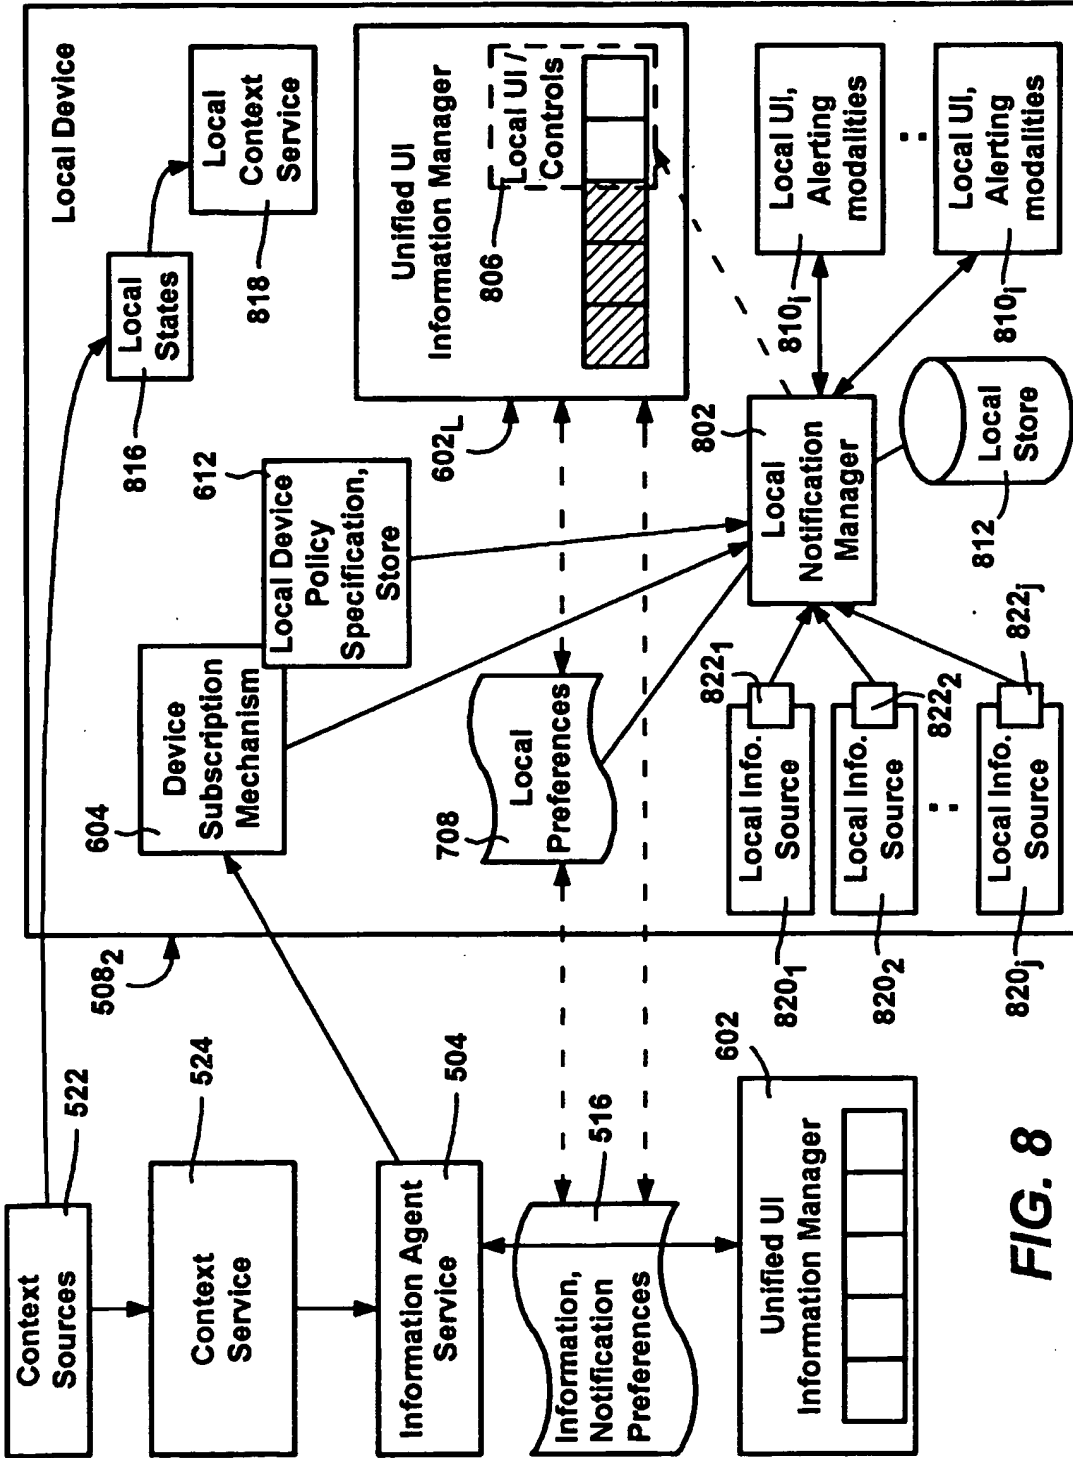 Local Device
508₂
Context
Sources
522
Context
Service
524
Information Agent
Service
504
Information,
Notification
Preferences
516
Unified UI
Information Manager
602
Local
States
816
Local
Context
Service
818
Device
Subscription
Mechanism
604
Local Device
Policy
Specification,
Store
612
Local
Preferences
708
Unified UI
Information Manager
602L
Local UI /
Controls
806
Local
Notification
Manager
802
Local UI,
Alerting
modalities
810i
:
Local UI,
Alerting
modalities
810i
Local
Store
812
Local Info.
Source
820₁
822₁
Local Info.
Source
820₂
822₂
:
Local Info.
Source
820j
822j
FIG. 8